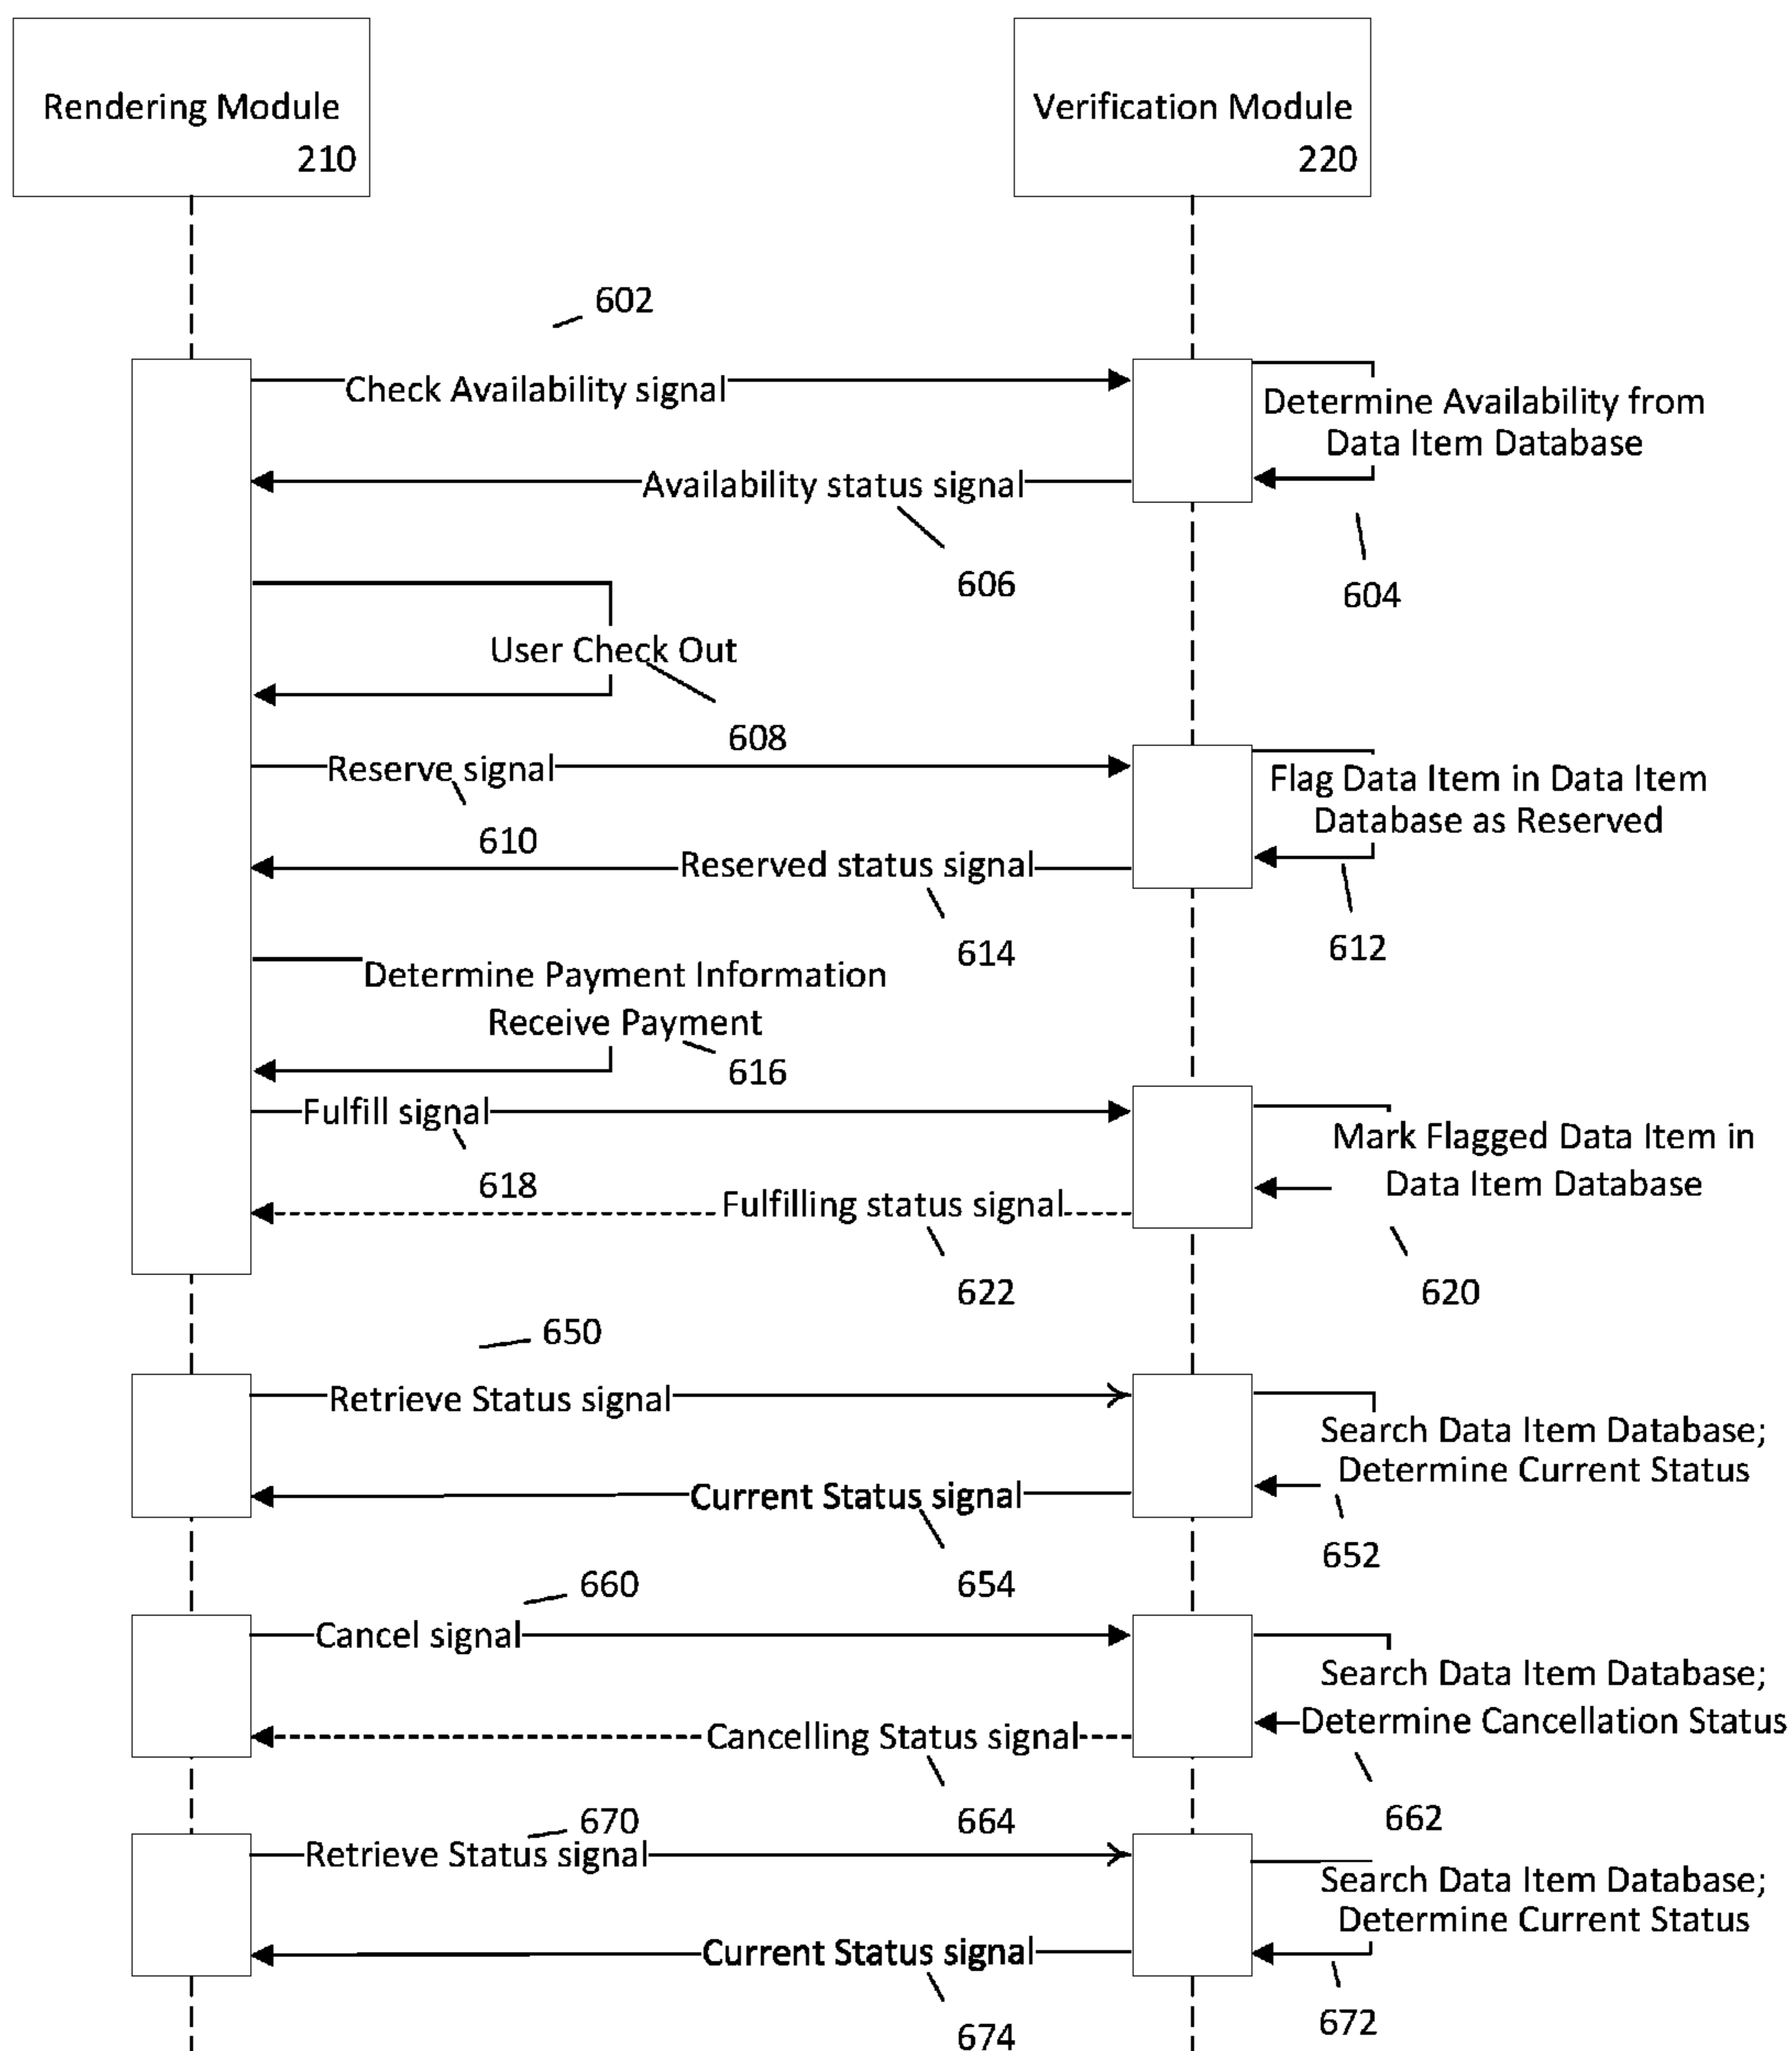 Rendering Module
210
Verification Module
220
602
Check Availability signal
Determine Availability from
Data Item Database
Availability status signal
606
604
User Check Out
608
Reserve signal
Flag Data Item in Data Item
Database as Reserved
610
Reserved status signal
614
612
Determine Payment Information
Receive Payment
616
Fulfill signal
Mark Flagged Data Item in
Data Item Database
618
Fulfilling status signal
622
620
650
Retrieve Status signal
Search Data Item Database;
Determine Current Status
Current Status signal
652
660
654
Cancel signal
Search Data Item Database;
Determine Cancellation Status
Cancelling Status signal
670
664
662
Retrieve Status signal
Search Data Item Database;
Determine Current Status
Current Status signal
674
672